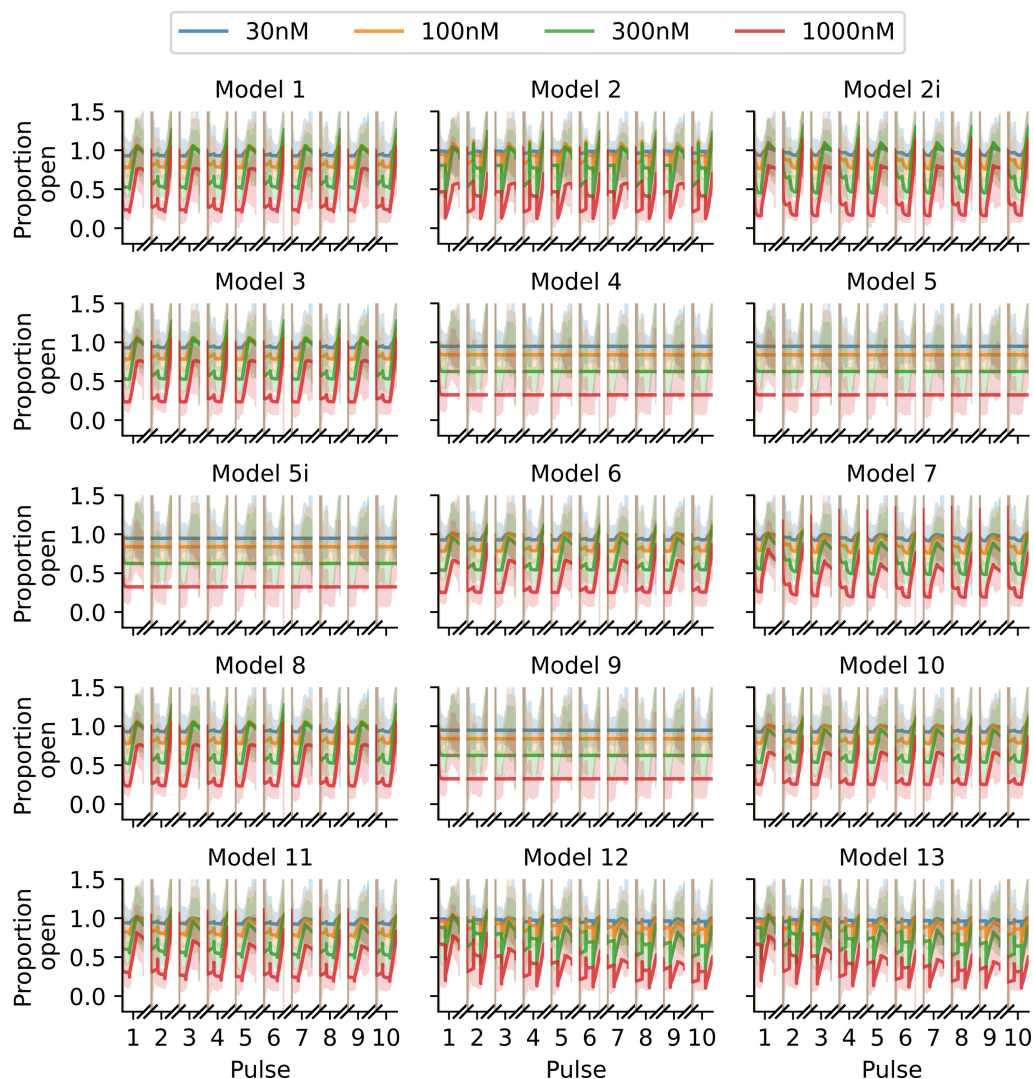 30nM 100nM 300nM 1000nM
Model 1 Model 2 Model 2i
Proportion open
1.5
1.0
0.5
0.0
Model 3 Model 4 Model 5
Proportion open
1.5
1.0
0.5
0.0
Model 5i Model 6 Model 7
Proportion open
1.5
1.0
0.5
0.0
Model 8 Model 9 Model 10
Proportion open
1.5
1.0
0.5
0.0
Model 11 Model 12 Model 13
Proportion open
1.5
1.0
0.5
0.0
1 2 3 4 5 6 7 8 9 10 1 2 3 4 5 6 7 8 9 10 1 2 3 4 5 6 7 8 9 10
Pulse Pulse Pulse